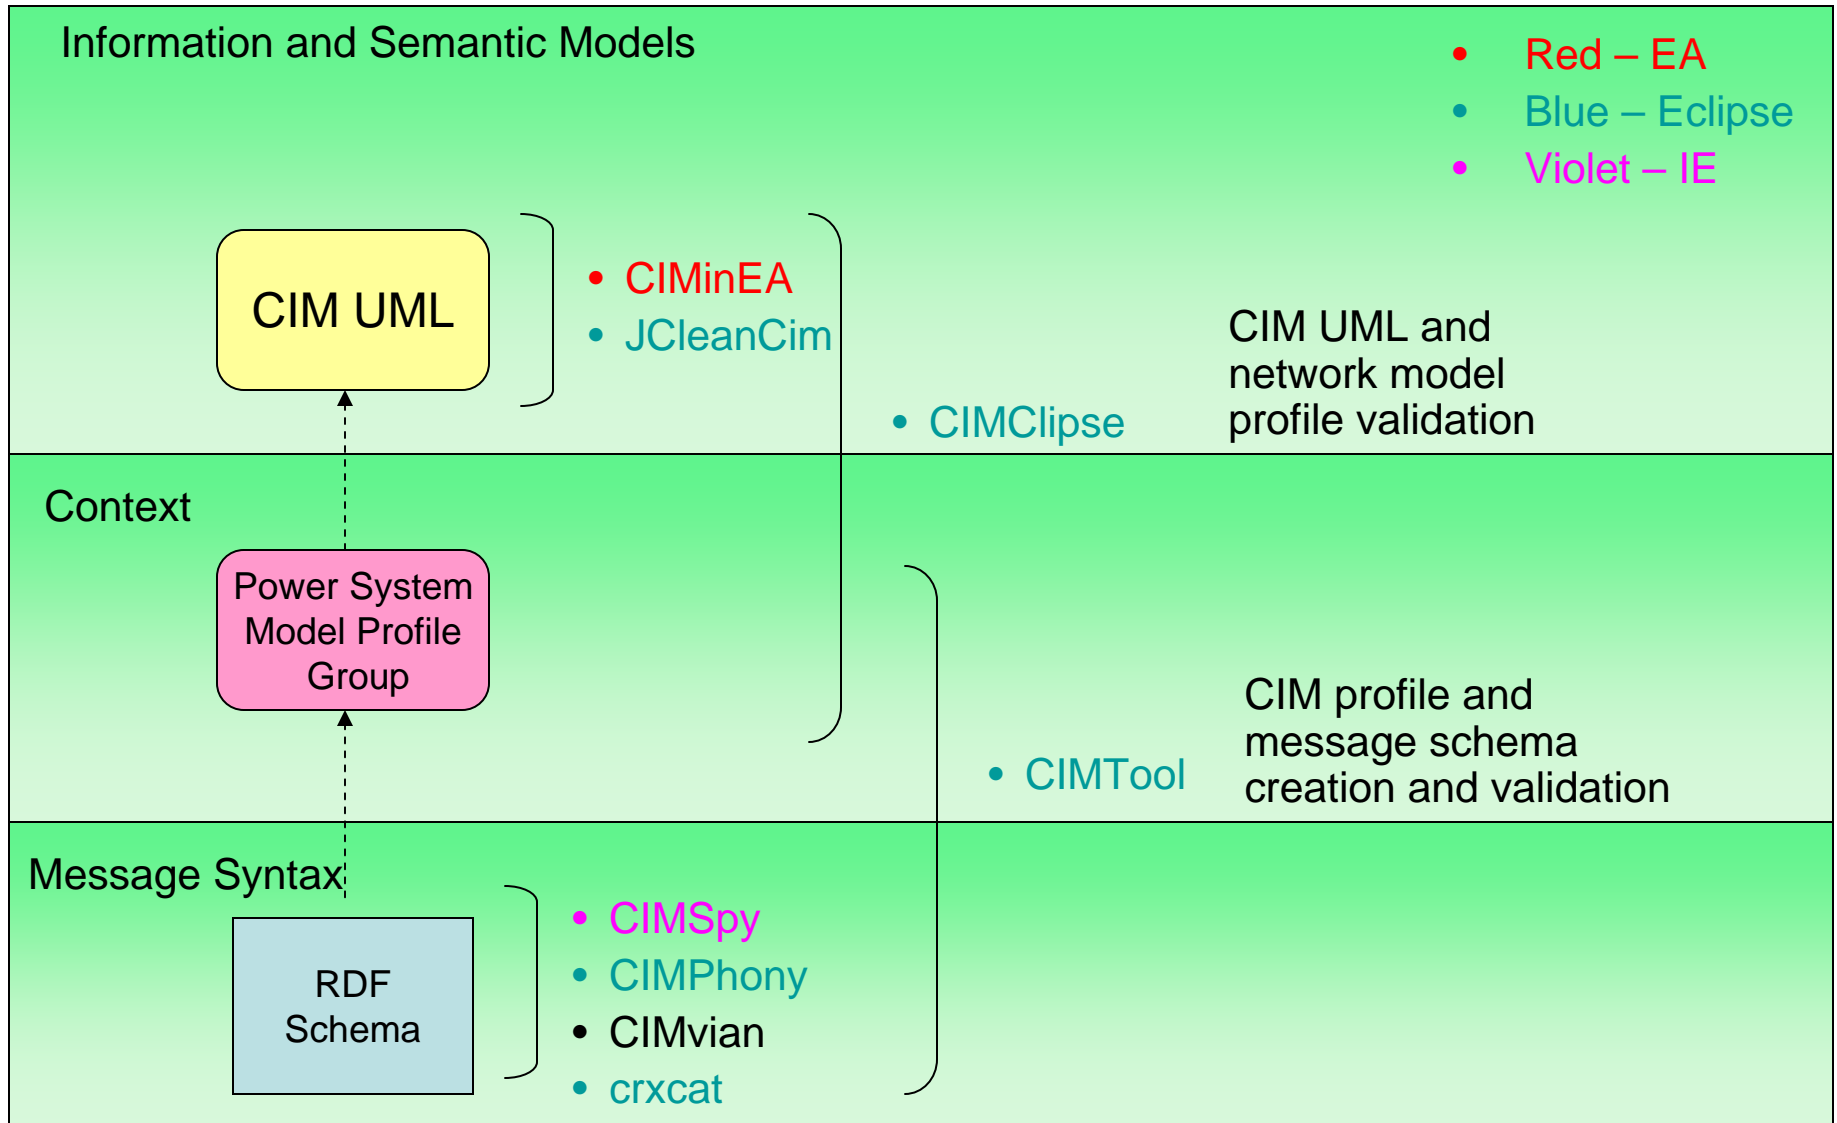 Information and Semantic Models
• Red – EA
• Blue – Eclipse
• Violet – IE
CIM UML
• CIMinEA
• JCleanCim
• CIMClipse
CIM UML and
network model
profile validation
Context
Power System
Model Profile
Group
• CIMTool
CIM profile and
message schema
creation and validation
Message Syntax
RDF
Schema
• CIMSpy
• CIMPhony
• CIMvian
• crxcat